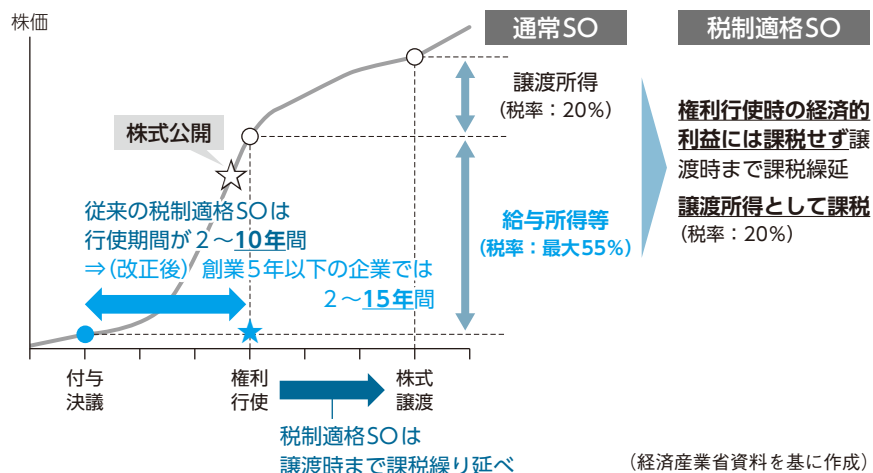 株価
通常SO
税制適格SO
譲渡所得
(税率：20%)
株式公開
権利行使時の経済的
利益には課税せず譲
渡時まで課税繰延
譲渡所得として課税
(税率：20%)
従来の税制適格SOは
行使期間が２～10年間
⇒(改正後) 創業５年以下の企業では
２～15年間
給与所得等
(税率：最大55%)
付与
決議
権利
行使
株式
譲渡
税制適格SOは
譲渡時まで課税繰り延べ
(経済産業省資料を基に作成)